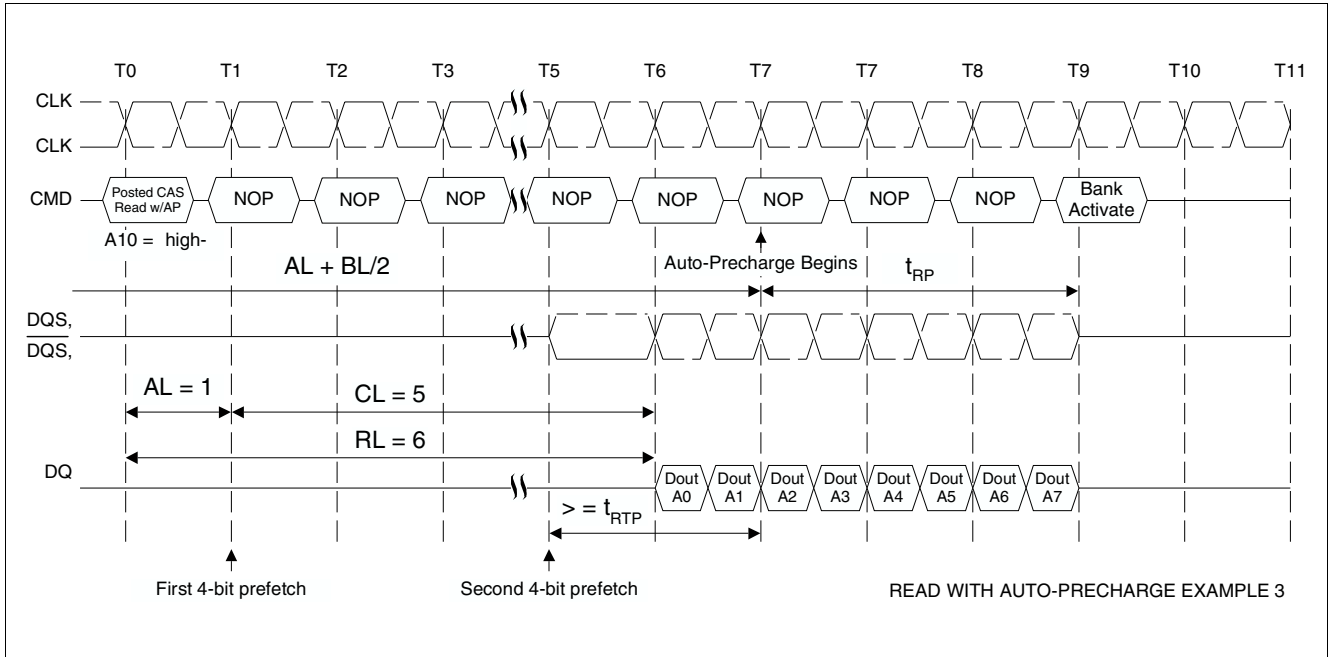 T0 T1 T2 T3 T5 T6 T7 T7 T8 T9 T10 T11
CLK
CLK
CMD
Posted CAS
Read w/AP
NOP NOP NOP NOP NOP NOP NOP NOP
Bank
Activate
A10 = high-
AL + BL/2
Auto-Precharge Begins
tRP
DQS,
DQS,
AL = 1
CL = 5
RL = 6
DQ
Dout A0
Dout A1
Dout A2
Dout A3
Dout A4
Dout A5
Dout A6
Dout A7
> = tRTP
First 4-bit prefetch
Second 4-bit prefetch
READ WITH AUTO-PRECHARGE EXAMPLE 3